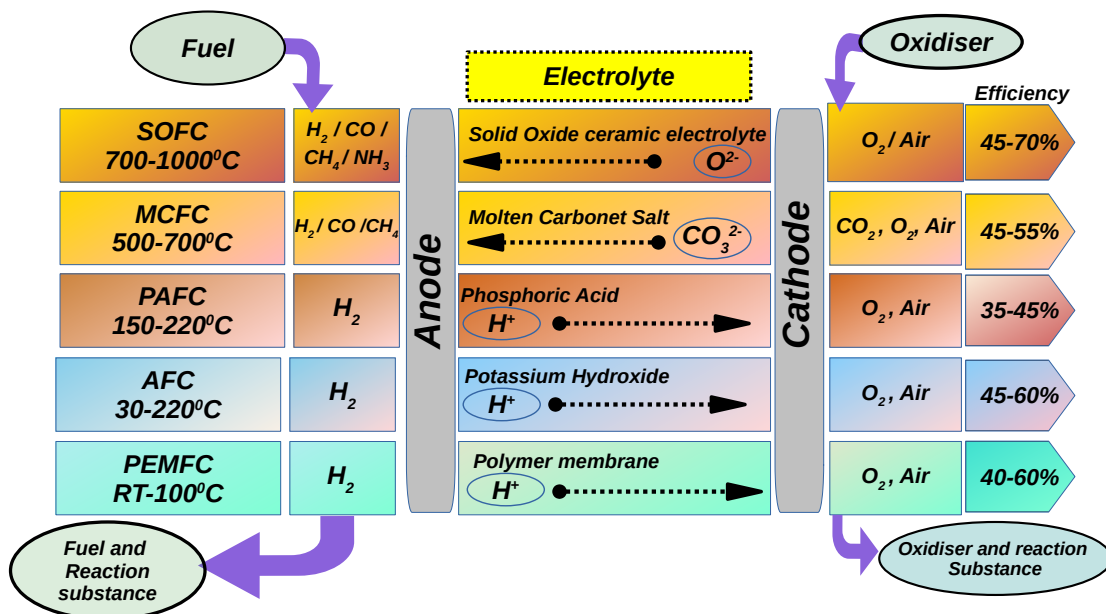 Fuel
Oxidiser
Electrolyte
Efficiency
SOFC
700-1000⁰C
H₂ / CO /
CH₄ / NH₃
Solid Oxide ceramic electrolyte
O²⁻
O₂ / Air
45-70%
MCFC
500-700⁰C
H₂ / CO /CH₄
Molten Carbonet Salt
CO₃²⁻
CO₂ , O₂, Air
45-55%
PAFC
150-220⁰C
H₂
Phosphoric Acid
H⁺
O₂, Air
35-45%
AFC
30-220⁰C
H₂
Potassium Hydroxide
H⁺
O₂, Air
45-60%
PEMFC
RT-100⁰C
H₂
Polymer membrane
H⁺
O₂, Air
40-60%
Anode
Cathode
Fuel and
Reaction
substance
Oxidiser and reaction
Substance